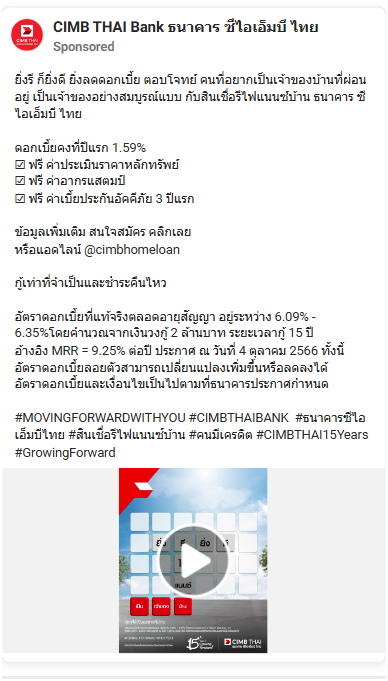 CIMB THAI Bank ธนาคาร ซีไอเอ็มบี ไทย
CIMB THAI
Sponsored
ยิ่งรี ก็ยิ่งดี ยิ่งลดดอกเบี้ย ตอบโจทย์ คนที่อยากเป็นเจ้าของบ้านที่ผ่อน
อยู่ เป็นเจ้าของอย่างสมบูรณ์แบบ กับสินเชื่อรีไฟแนนซ์บ้าน ธนาคาร ซี
ไอเอ็มบี ไทย
ดอกเบี้ยคงที่ปีแรก 1.59%
☑ ฟรี ค่าประเมินราคาหลักทรัพย์
☑ ฟรี ค่าอากรแสตมป์
☑ ฟรี ค่าเบี้ยประกันอัคคีภัย 3 ปีแรก
ข้อมูลเพิ่มเติม สนใจสมัคร คลิกเลย
หรือแอดไลน์ @cimbhomeloan
กู้เท่าที่จำเป็นและชำระคืนไหว
อัตราดอกเบี้ยที่แท้จริงตลอดอายุสัญญา อยู่ระหว่าง 6.09% -
6.35%โดยคำนวณจากเงินวงกู้ 2 ล้านบาท ระยะเวลากู้ 15 ปี
อ้างอิง MRR = 9.25% ต่อปี ประกาศ ณ วันที่ 4 ตุลาคม 2566 ทั้งนี้
อัตราดอกเบี้ยลอยตัวสามารถเปลี่ยนแปลงเพิ่มขึ้นหรือลดลงได้
อัตราดอกเบี้ยและเงื่อนไขเป็นไปตามที่ธนาคารประกาศกำหนด
#MOVINGFORWARDWITHYOU #CIMBTHAIBANK #ธนาคารซีไอ
เอ็มบีไทย #สินเชื่อรีไฟแนนซ์บ้าน #คนมีเครดิต #CIMBTHAI15Years
#GrowingForward
ยิ่ง รี ยิ่ง ดี
แนนซ์
เป็น เจ้าของ บ้าน
15 CIMB THAI